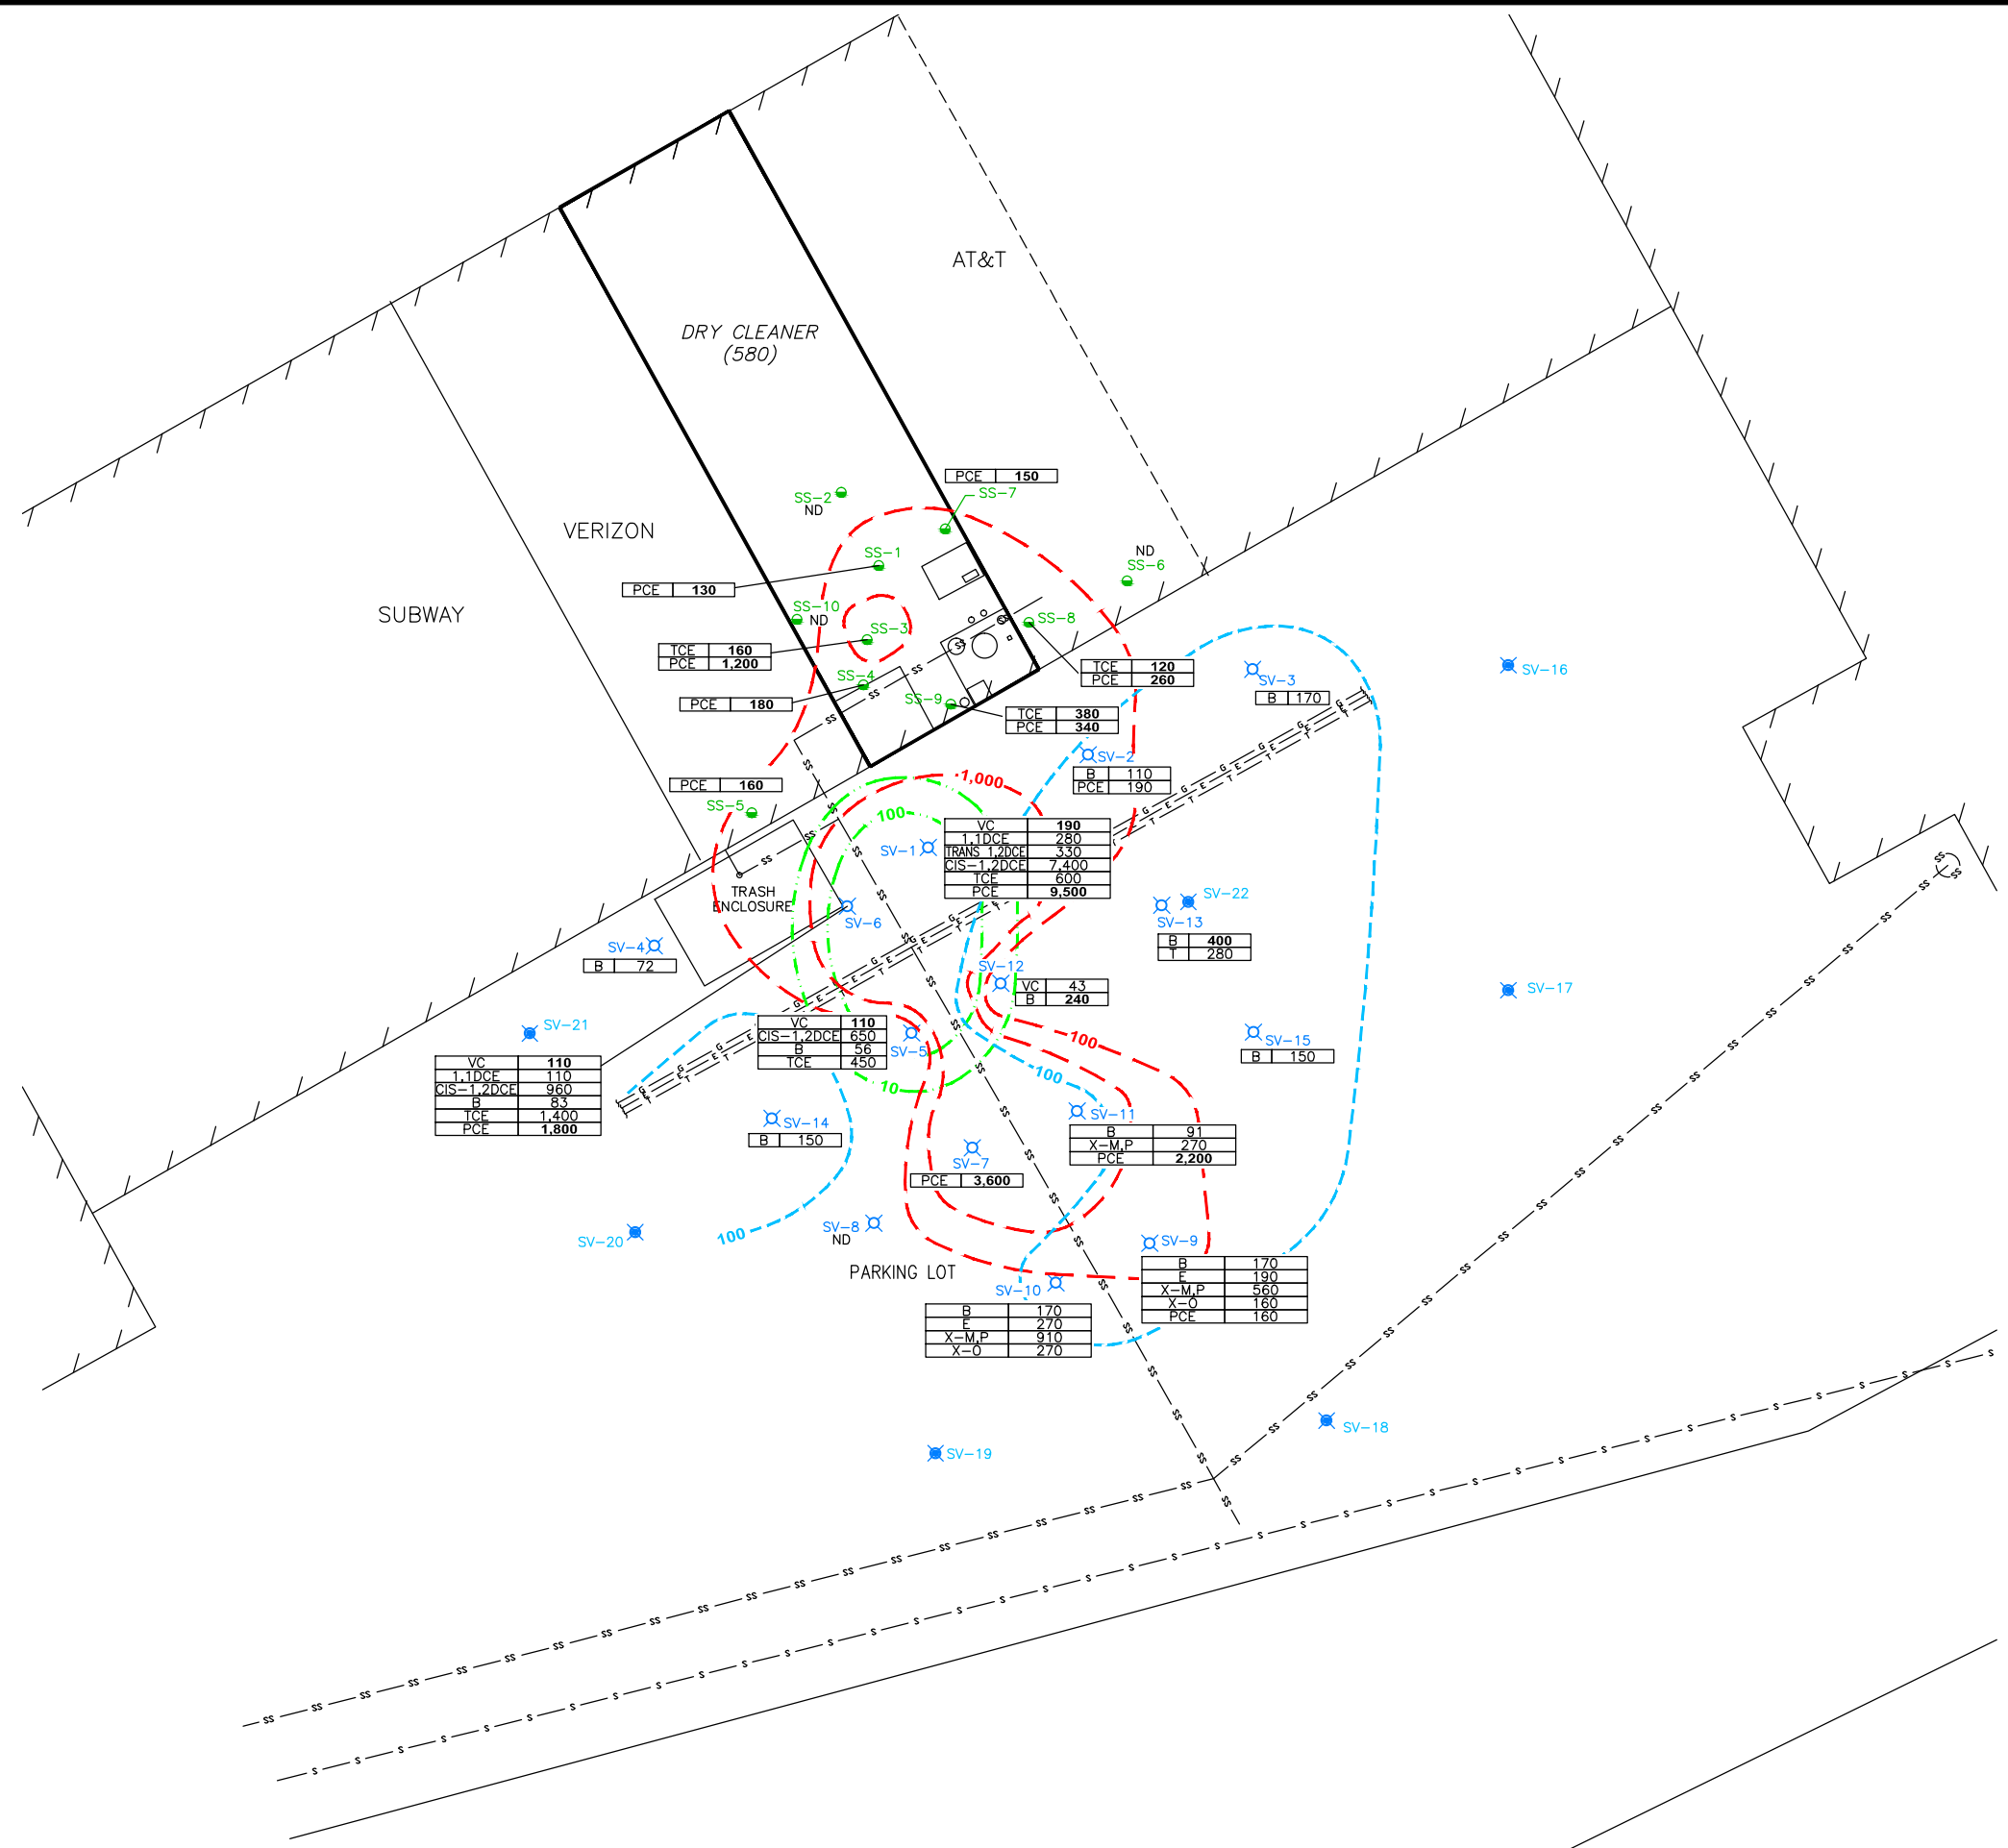 AT&T
DRY CLEANER
(580)
PCE 150
SS-7
SS-2
ND
VERIZON
SS-1
ND
SS-6
PCE 130
SUBWAY
SS-10
ND
SS-8
SS-3
TCE 160
PCE 1,200
TCE 120
PCE 260
SV-3
B 170
SV-16
SS-4
PCE 180
SS-9
TCE 380
PCE 340
SV-2
B 110
PCE 190
PCE 160
SS-5
1,000
100
SV-1
VC 190
1,1DCE 280
TRANS 1,2DCE 330
CIS-1,2DCE 7,400
TCE 600
PCE 9,500
TRASH
ENCLOSURE
SV-6
SV-22
SV-13
B 400
T 280
SV-4
B 72
SV-12
VC 43
B 240
SV-17
SV-21
VC 110
1,1DCE 110
CIS-1,2DCE 960
B 83
TCE 1,400
PCE 1,800
VC 110
CIS-1,2DCE 650
B 56
TCE 450
SV-5
100
SV-15
B 150
100
10
SV-14
B 150
SV-11
B 91
X-M,P 270
PCE 2,200
SV-7
PCE 3,600
SV-20
100
SV-8
ND
SV-9
B 170
E 190
X-M,P 560
X-O 160
PCE 160
PARKING LOT
SV-10
B 170
E 270
X-M,P 910
X-O 270
SV-19
SV-18